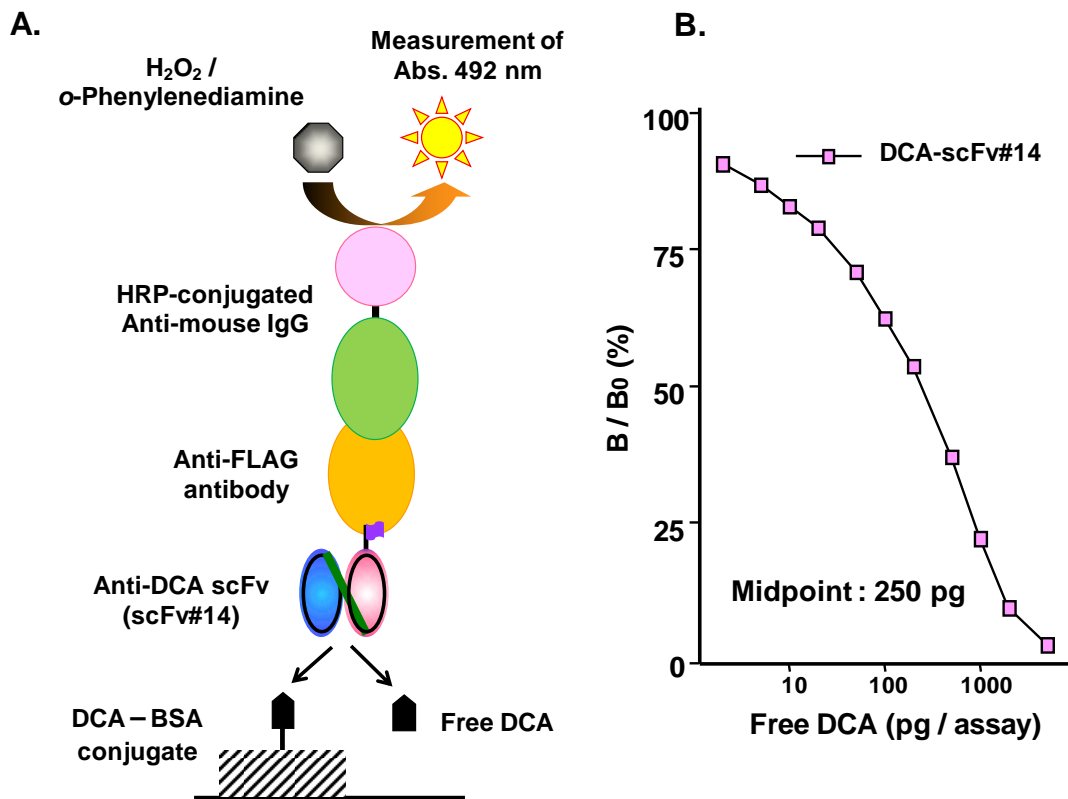 A.
H₂O₂ /
o-Phenylenediamine
Measurement of
Abs. 492 nm
HRP-conjugated
Anti-mouse IgG
Anti-FLAG
antibody
Anti-DCA scFv
(scFv#14)
DCA – BSA
conjugate
Free DCA
B.
100
75
50
25
0
B / B0 (%)
DCA-scFv#14
Midpoint : 250 pg
10
100
1000
Free DCA (pg / assay)